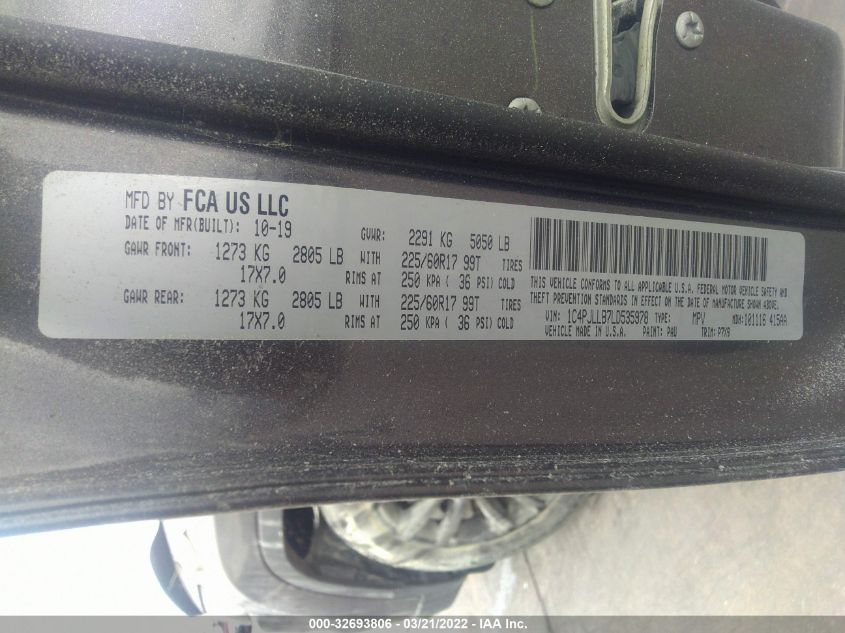 MFD BY FCA US LLC
DATE OF MFR(BUILT): 10-19 GVWR: 2291 KG 5050 LB
GAWR FRONT: 1273 KG 2805 LB WITH 225/60R17 99T TIRES
17X7.0 RIMS AT 250 KPA ( 36 PSI) COLD
GAWR REAR: 1273 KG 2805 LB WITH 225/60R17 99T TIRES
17X7.0 RIMS AT 250 KPA ( 36 PSI) COLD
THIS VEHICLE CONFORMS TO ALL APPLICABLE U.S.A. FEDERAL MOTOR VEHICLE SAFETY AND
THEFT PREVENTION STANDARDS IN EFFECT ON THE DATE OF MANUFACTURE SHOWN ABOVE.
VIN: 1C4PJLLB7LD535978 TYPE: MPV MDH:101116 415AA
VEHICLE MADE IN U.S.A. PAINT: PAU TRIM: P7X9
000-32693806 — 03/21/2022 — IAA Inc.